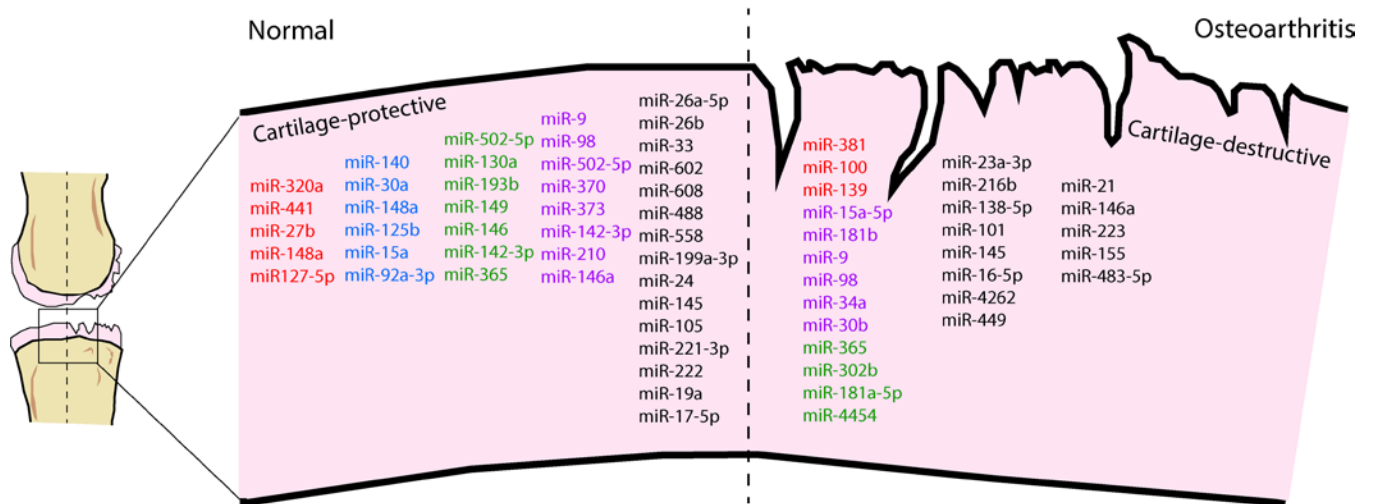 Normal
Osteoarthritis
Cartilage-protective
miR-320a
miR-441
miR-27b
miR-148a
miR127-5p
miR-140
miR-30a
miR-148a
miR-125b
miR-15a
miR-92a-3p
miR-502-5p
miR-130a
miR-193b
miR-149
miR-146
miR-142-3p
miR-365
miR-9
miR-98
miR-502-5p
miR-370
miR-373
miR-142-3p
miR-210
miR-146a
miR-26a-5p
miR-26b
miR-33
miR-602
miR-608
miR-488
miR-558
miR-199a-3p
miR-24
miR-145
miR-105
miR-221-3p
miR-222
miR-19a
miR-17-5p
Cartilage-destructive
miR-381
miR-100
miR-139
miR-15a-5p
miR-181b
miR-9
miR-98
miR-34a
miR-30b
miR-365
miR-302b
miR-181a-5p
miR-4454
miR-23a-3p
miR-216b
miR-138-5p
miR-101
miR-145
miR-16-5p
miR-4262
miR-449
miR-21
miR-146a
miR-223
miR-155
miR-483-5p